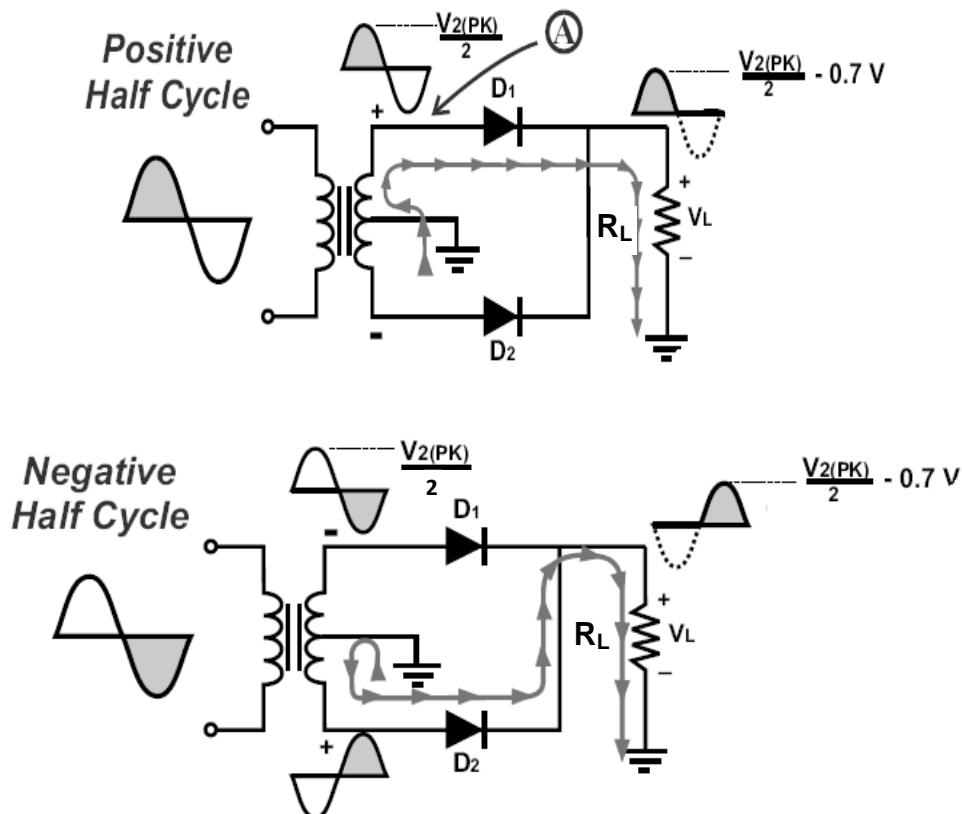 Positive
Half Cycle
V2(PK)
2
A
D1
V2(PK)
2
- 0.7 V
+
+
RL
VL
–
-
D2
Negative
Half Cycle
V2(PK)
2
D1
V2(PK)
2
- 0.7 V
-
+
RL
VL
–
+
D2